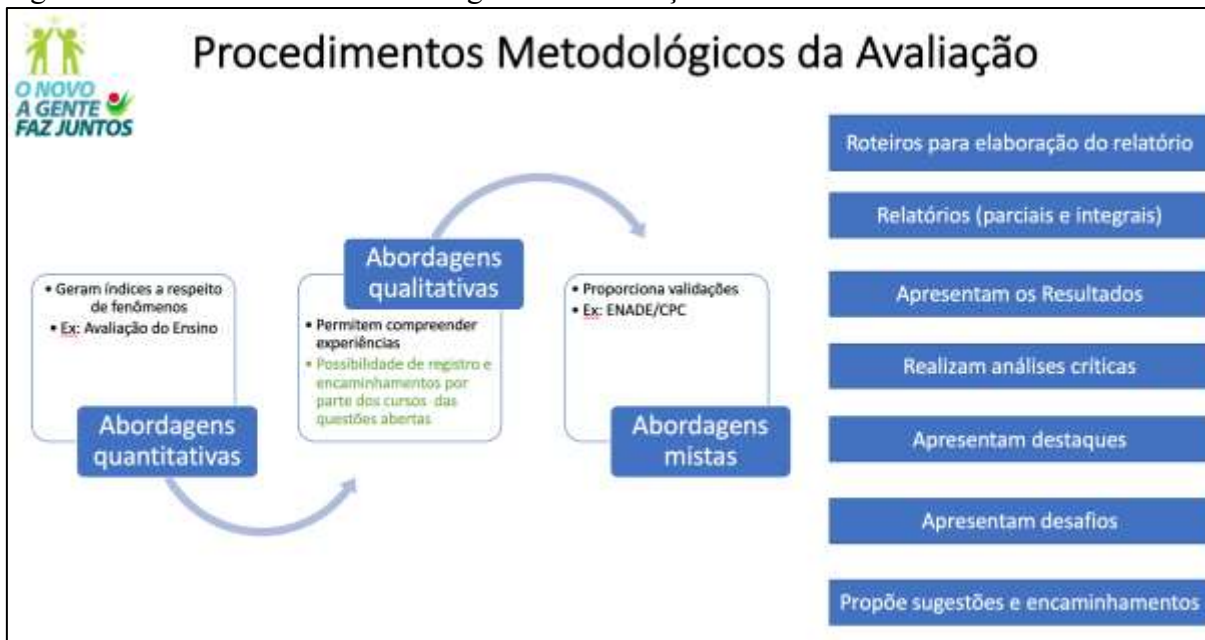 Procedimentos Metodológicos da Avaliação
O NOVO
A GENTE
FAZ JUNTOS
• Geram índices a respeito
de fenômenos
• Ex: Avaliação do Ensino
Abordagens
quantitativas
Abordagens
qualitativas
• Permitem compreender
experiências
• Possibilidade de registro e
encaminhamentos por
parte dos cursos das
questões abertas
• Proporciona validações
• Ex: ENADE/CPC
Abordagens
mistas
Roteiros para elaboração do relatório
Relatórios (parciais e integrais)
Apresentam os Resultados
Realizam análises críticas
Apresentam destaques
Apresentam desafios
Propõe sugestões e encaminhamentos